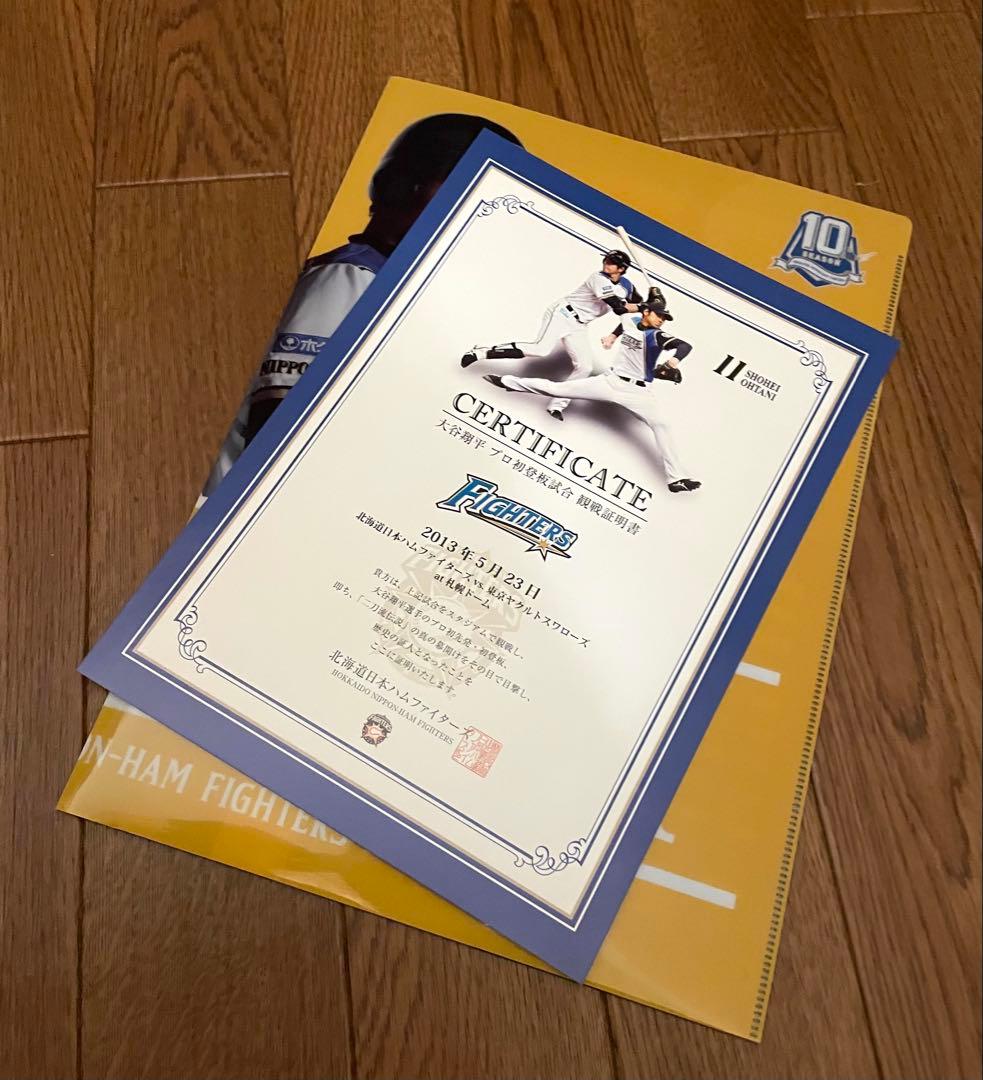 10
SEASON
ホ
NIPPO
11 SHOHEI
OHTANI
CERTIFICATE
大谷翔平 プロ初登板試合 観戦証明書
FIGHTERS
2013年5月23日
北海道日本ハムファイターズ vs. 東京ヤクルトスワローズ
at 札幌ドーム
貴方は、上記試合をスタジアムで観戦し、
大谷翔平選手のプロ初先発・初登板、
即ち、「二刀流伝説」の真の幕開けをその目で目撃し、
歴史の証人となったことを
ここに証明いたします。
北海道日本ハムファイターズ
HOKKAIDO NIPPON-HAM FIGHTERS
ON-HAM FIGHTERS